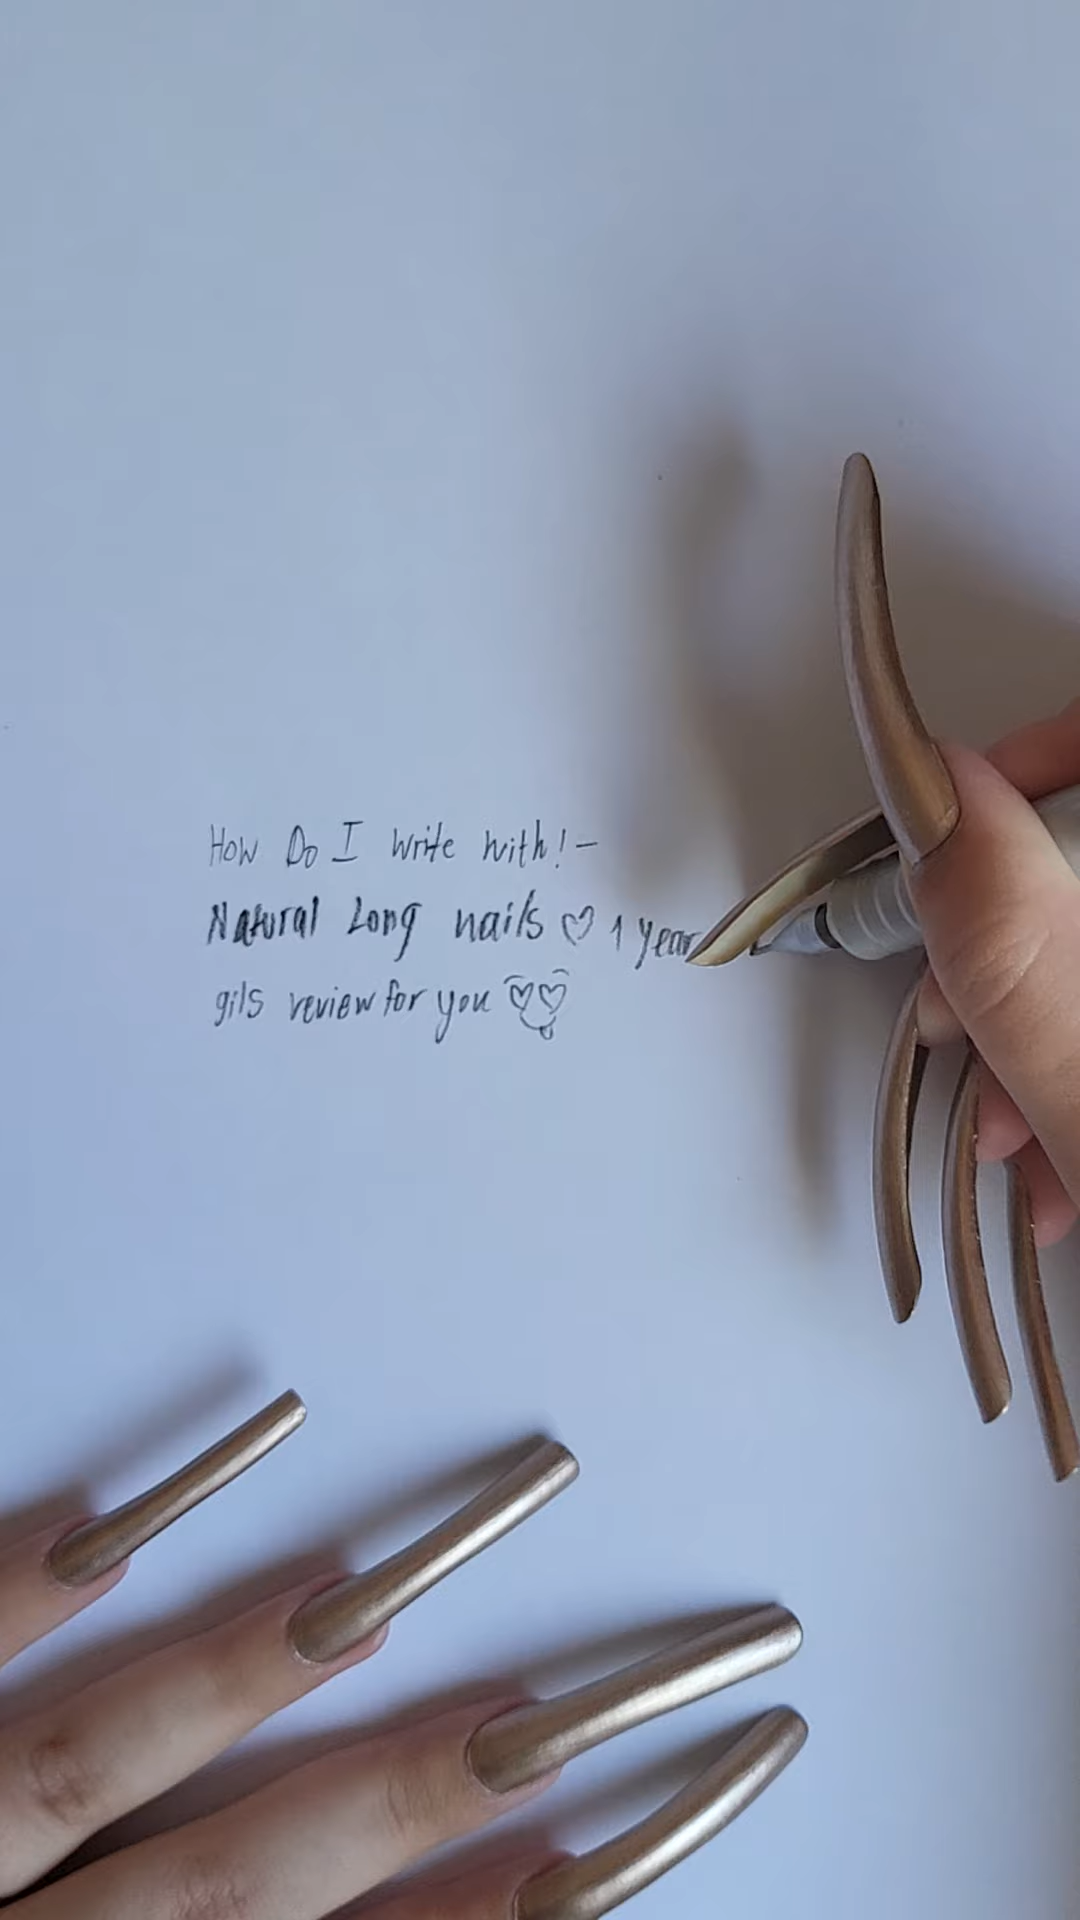 How Do I write with!-
Natural Long nails ♡ 1 year
gils review for you ♡♡